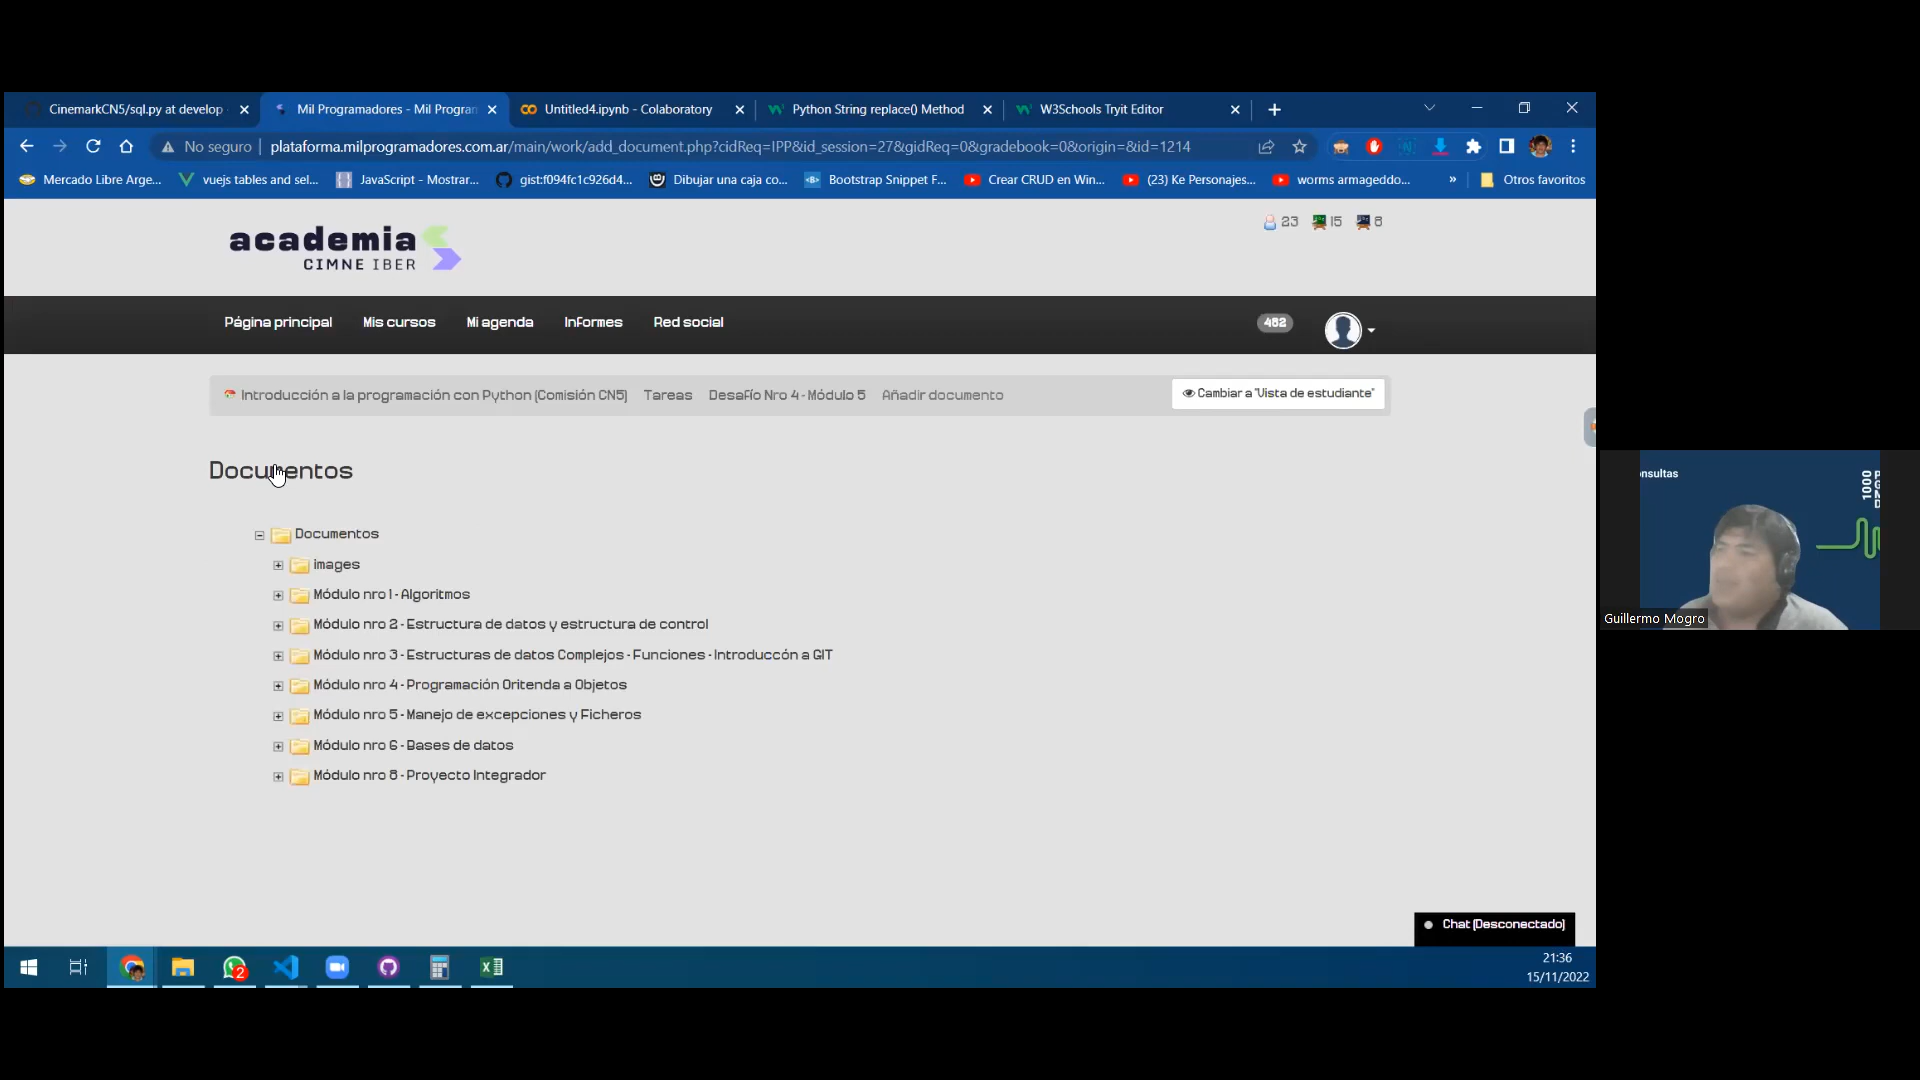 CinemarkCN5/sql.py at develop
Mil Programadores - Mil Program
Untitled4.ipynb - Colaboratory
Python String replace() Method
W3Schools Tryit Editor
No seguro
plataforma.milprogramadores.com.ar/main/work/add_document.php?cidReq=IPP&id_session=27&gidReq=0&gradebook=0&origin=&id=1214
Mercado Libre Arge...
vuejs tables and sel...
JavaScript - Mostrar...
gist:f094fc1c926d4...
Dibujar una caja co...
Bootstrap Snippet F...
Crear CRUD en Win...
(23) Ke Personajes...
worms armageddo...
»
Otros favoritos
23
15
8
academia
CIMNE IBER
Página principal
Mis cursos
Mi agenda
Informes
Red social
482
Introducción a la programación con Python (Comisión CN5)
Tareas
Desafío Nro 4 - Módulo 5
Añadir documento
Cambiar a "Vista de estudiante"
Documentos
Documentos
images
Módulo nro 1 - Algoritmos
Módulo nro 2 - Estructura de datos y estructura de control
Módulo nro 3 - Estructuras de datos Complejos - Funciones - Introduccón a GIT
Módulo nro 4 - Programación Oritenda a Objetos
Módulo nro 5 - Manejo de excepciones y Ficheros
Módulo nro 6 - Bases de datos
Módulo nro 8 - Proyecto Integrador
Chat (Desconectado)
2
21:36
15/11/2022
nsultas
1000
Guillermo Mogro